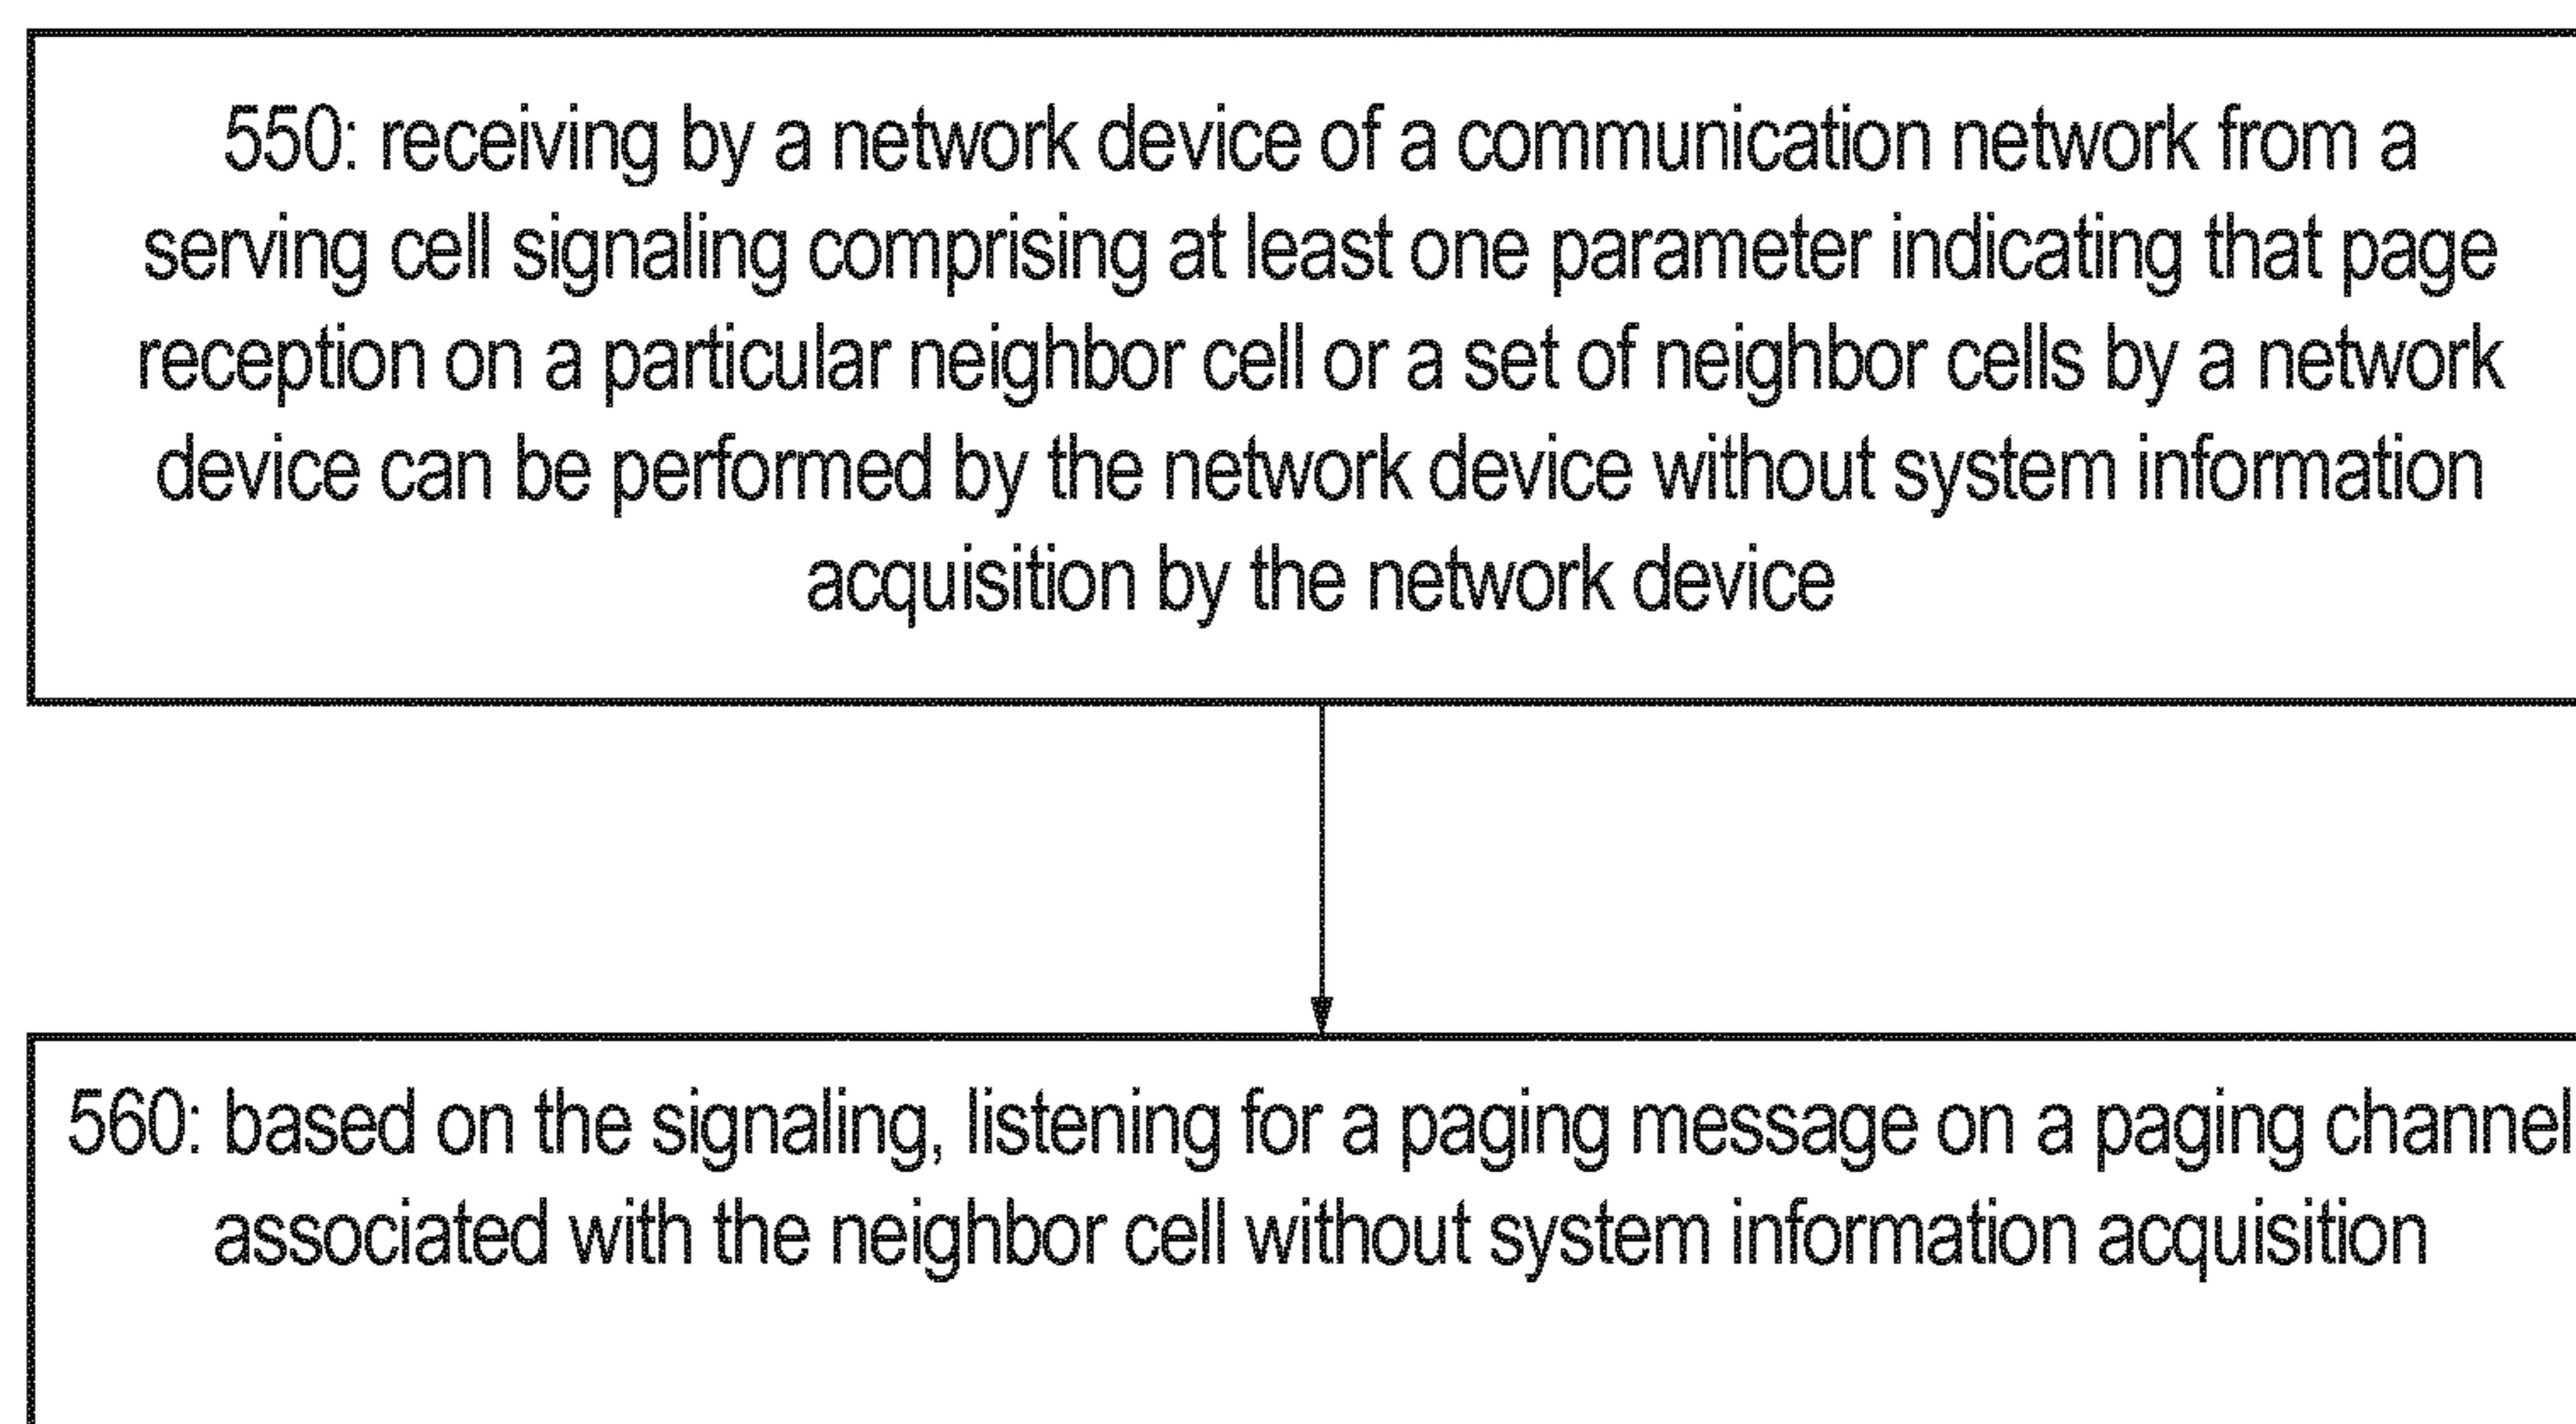 550: receiving by a network device of a communication network from a
serving cell signaling comprising at least one parameter indicating that page
reception on a particular neighbor cell or a set of neighbor cells by a network
device can be performed by the network device without system information
acquisition by the network device
560: based on the signaling, listening for a paging message on a paging channel
associated with the neighbor cell without system information acquisition